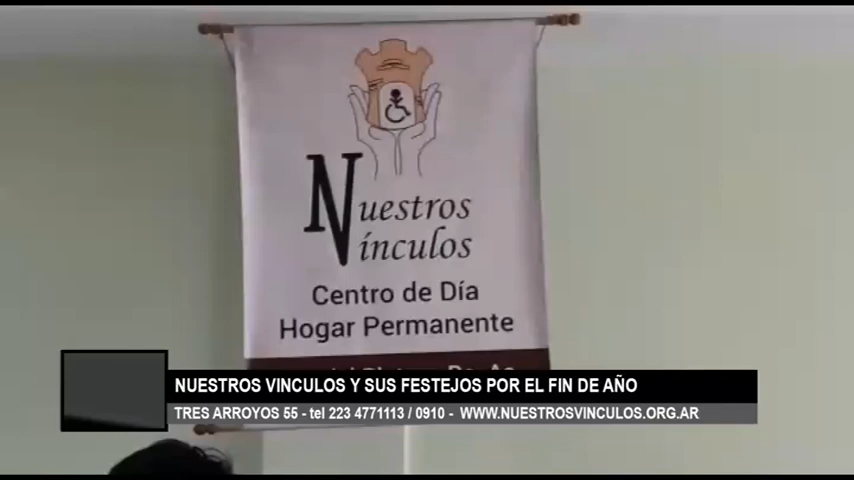 Nuestros
Vínculos
Centro de Día
Hogar Permanente
NUESTROS VINCULOS Y SUS FESTEJOS POR EL FIN DE AÑO
TRES ARROYOS 55 - tel 223 4771113 / 0910 - WWW.NUESTROSVINCULOS.ORG.AR